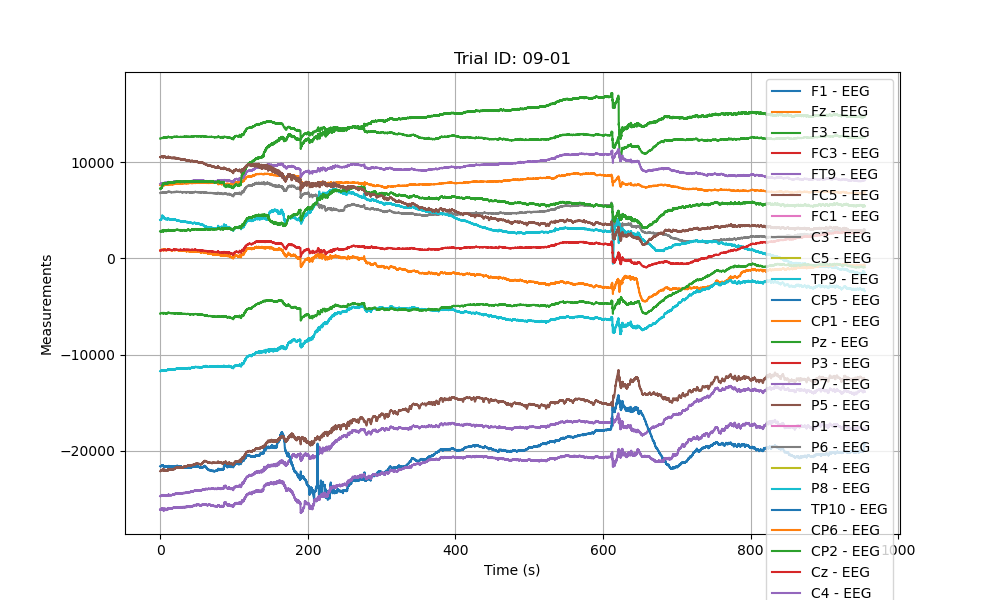 Trial ID: 09-01
F1 - EEG
Fz - EEG
F3 - EEG
FC3 - EEG
FT9 - EEG
FC5 - EEG
FC1 - EEG
C3 - EEG
C5 - EEG
TP9 - EEG
CP5 - EEG
CP1 - EEG
Pz - EEG
P3 - EEG
P7 - EEG
P5 - EEG
P1 - EEG
P6 - EEG
P4 - EEG
P8 - EEG
TP10 - EEG
CP6 - EEG
CP2 - EEG
Cz - EEG
C4 - EEG
10000
0
−10000
−20000
Measurements
0 200 400 600 800 1000
Time (s)